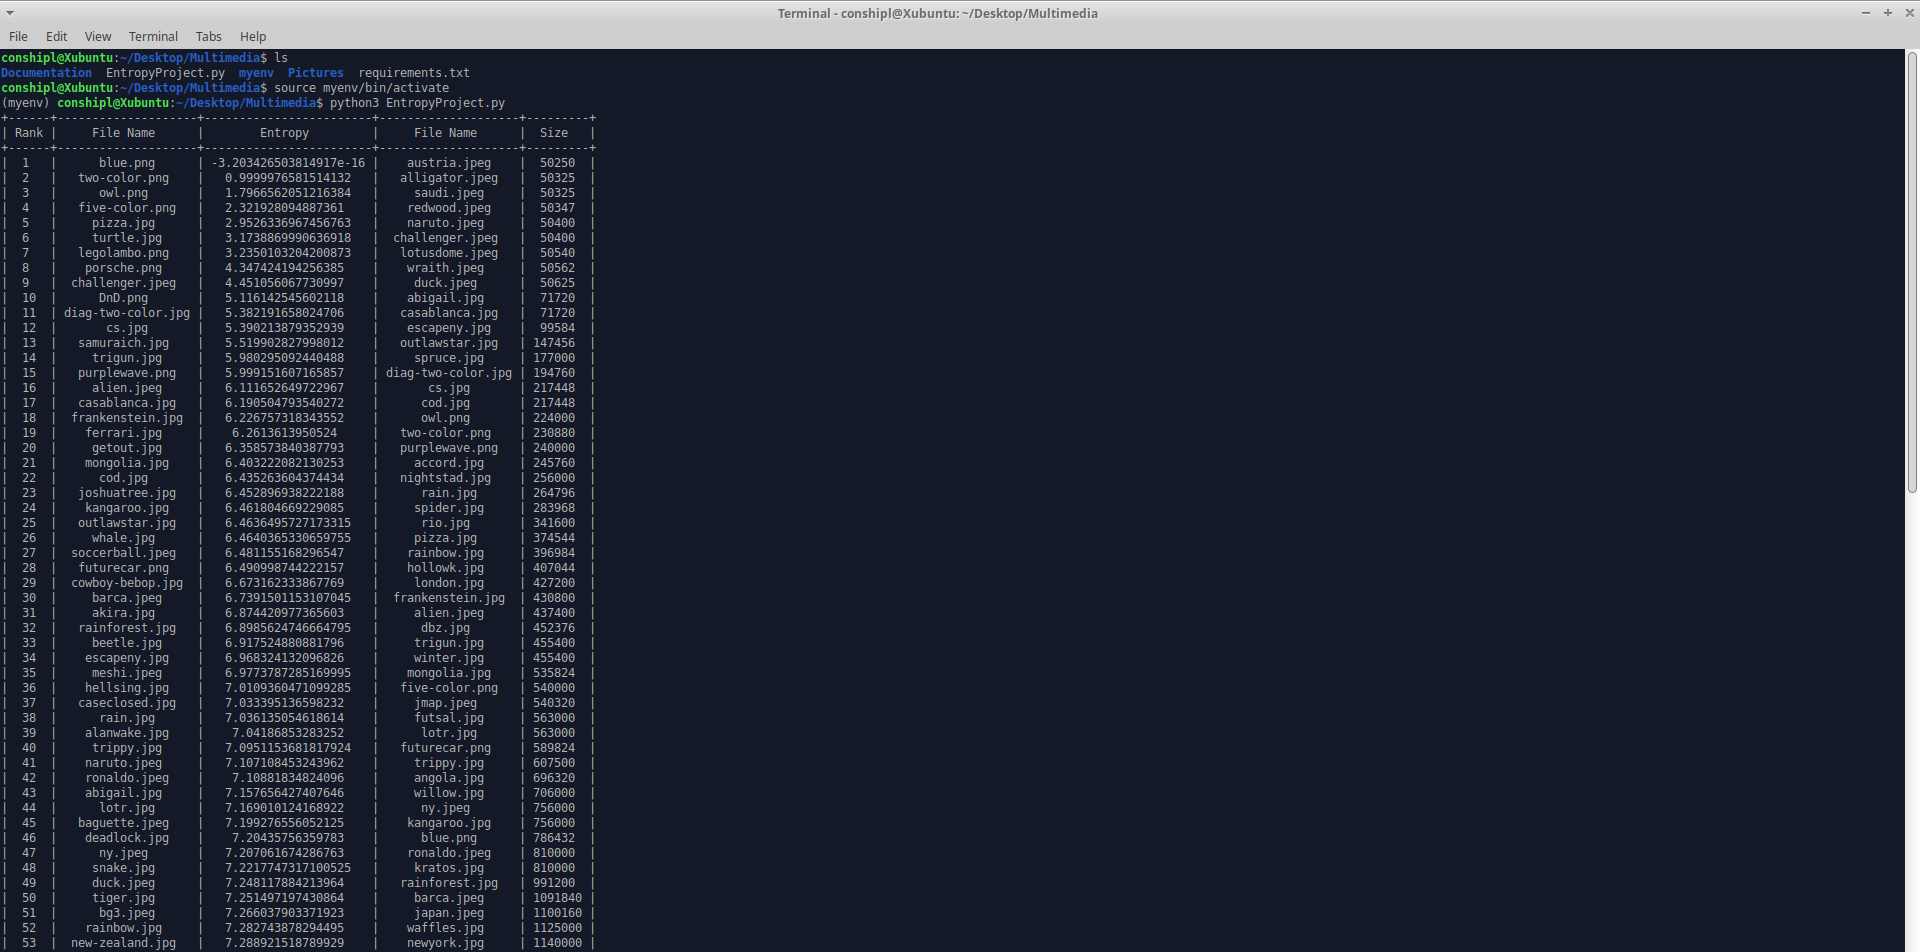 Terminal - conshipl@Xubuntu: ~/Desktop/Multimedia
File Edit View Terminal Tabs Help
conshipl@Xubuntu:~/Desktop/Multimedia$ ls
Documentation  EntropyProject.py  myenv  Pictures  requirements.txt
conshipl@Xubuntu:~/Desktop/Multimedia$ source myenv/bin/activate
(myenv) conshipl@Xubuntu:~/Desktop/Multimedia$ python3 EntropyProject.py
+------+--------------------+------------------------+--------------------+---------+
| Rank | File Name | Entropy | File Name | Size |
+------+--------------------+------------------------+--------------------+---------+
| 1 | blue.png | -3.203426503814917e-16 | austria.jpeg | 50250 |
| 2 | two-color.png | 0.9999976581514132 | alligator.jpeg | 50325 |
| 3 | owl.png | 1.7966562051216384 | saudi.jpeg | 50325 |
| 4 | five-color.png | 2.321928094887361 | redwood.jpeg | 50347 |
| 5 | pizza.jpg | 2.9526336967456763 | naruto.jpeg | 50400 |
| 6 | turtle.jpg | 3.1738869990636918 | challenger.jpeg | 50400 |
| 7 | legolambo.png | 3.2350103204200873 | lotusdome.jpeg | 50540 |
| 8 | porsche.png | 4.347424194256385 | wraith.jpeg | 50562 |
| 9 | challenger.jpeg | 4.451056067730997 | duck.jpeg | 50625 |
| 10 | DnD.png | 5.116142545602118 | abigail.jpg | 71720 |
| 11 | diag-two-color.jpg | 5.382191658024706 | casablanca.jpg | 71720 |
| 12 | cs.jpg | 5.390213879352939 | escapeny.jpg | 99584 |
| 13 | samuraich.jpg | 5.519902827998012 | outlawstar.jpg | 147456 |
| 14 | trigun.jpg | 5.980295092440488 | spruce.jpg | 177000 |
| 15 | purplewave.png | 5.999151607165857 | diag-two-color.jpg | 194760 |
| 16 | alien.jpeg | 6.111652649722967 | cs.jpg | 217448 |
| 17 | casablanca.jpg | 6.190504793540272 | cod.jpg | 217448 |
| 18 | frankenstein.jpg | 6.226757318343552 | owl.png | 224000 |
| 19 | ferrari.jpg | 6.2613613950524 | two-color.png | 230880 |
| 20 | getout.jpg | 6.358573840387793 | purplewave.png | 240000 |
| 21 | mongolia.jpg | 6.403222082130253 | accord.jpg | 245760 |
| 22 | cod.jpg | 6.435263604374434 | nightstad.jpg | 256000 |
| 23 | joshuatree.jpg | 6.452896938222188 | rain.jpg | 264796 |
| 24 | kangaroo.jpg | 6.461804669229085 | spider.jpg | 283968 |
| 25 | outlawstar.jpg | 6.4636495727173315 | rio.jpg | 341600 |
| 26 | whale.jpg | 6.4640365330659755 | pizza.jpg | 374544 |
| 27 | soccerball.jpeg | 6.481155168296547 | rainbow.jpg | 396984 |
| 28 | futurecar.png | 6.490998744222157 | hollowk.jpg | 407044 |
| 29 | cowboy-bebop.jpg | 6.673162333867769 | london.jpg | 427200 |
| 30 | barca.jpeg | 6.7391501153107045 | frankenstein.jpg | 430800 |
| 31 | akira.jpg | 6.874420977365603 | alien.jpeg | 437400 |
| 32 | rainforest.jpg | 6.8985624746664795 | dbz.jpg | 452376 |
| 33 | beetle.jpg | 6.917524880881796 | trigun.jpg | 455400 |
| 34 | escapeny.jpg | 6.968324132096826 | winter.jpg | 455400 |
| 35 | meshi.jpeg | 6.9773787285169995 | mongolia.jpg | 535824 |
| 36 | hellsing.jpg | 7.0109360471099285 | five-color.png | 540000 |
| 37 | caseclosed.jpg | 7.033395136598232 | jmap.jpeg | 540320 |
| 38 | rain.jpg | 7.036135054618614 | futsal.jpg | 563000 |
| 39 | alanwake.jpg | 7.04186853283252 | lotr.jpg | 563000 |
| 40 | trippy.jpg | 7.0951153681817924 | futurecar.png | 589824 |
| 41 | naruto.jpeg | 7.107108453243962 | trippy.jpg | 607500 |
| 42 | ronaldo.jpeg | 7.10881834824096 | angola.jpg | 696320 |
| 43 | abigail.jpg | 7.157656427407646 | willow.jpg | 706000 |
| 44 | lotr.jpg | 7.169010124168922 | ny.jpeg | 756000 |
| 45 | baguette.jpeg | 7.199276556052125 | kangaroo.jpg | 756000 |
| 46 | deadlock.jpg | 7.20435756359783 | blue.png | 786432 |
| 47 | ny.jpeg | 7.207061674286763 | ronaldo.jpeg | 810000 |
| 48 | snake.jpg | 7.2217747317100525 | kratos.jpg | 810000 |
| 49 | duck.jpeg | 7.248117884213964 | rainforest.jpg | 991200 |
| 50 | tiger.jpg | 7.251497197430864 | barca.jpeg | 1091840 |
| 51 | bg3.jpeg | 7.266037903371923 | japan.jpeg | 1100160 |
| 52 | rainbow.jpg | 7.282743878294495 | waffles.jpg | 1125000 |
| 53 | new-zealand.jpg | 7.288921518789929 | newyork.jpg | 1140000 |